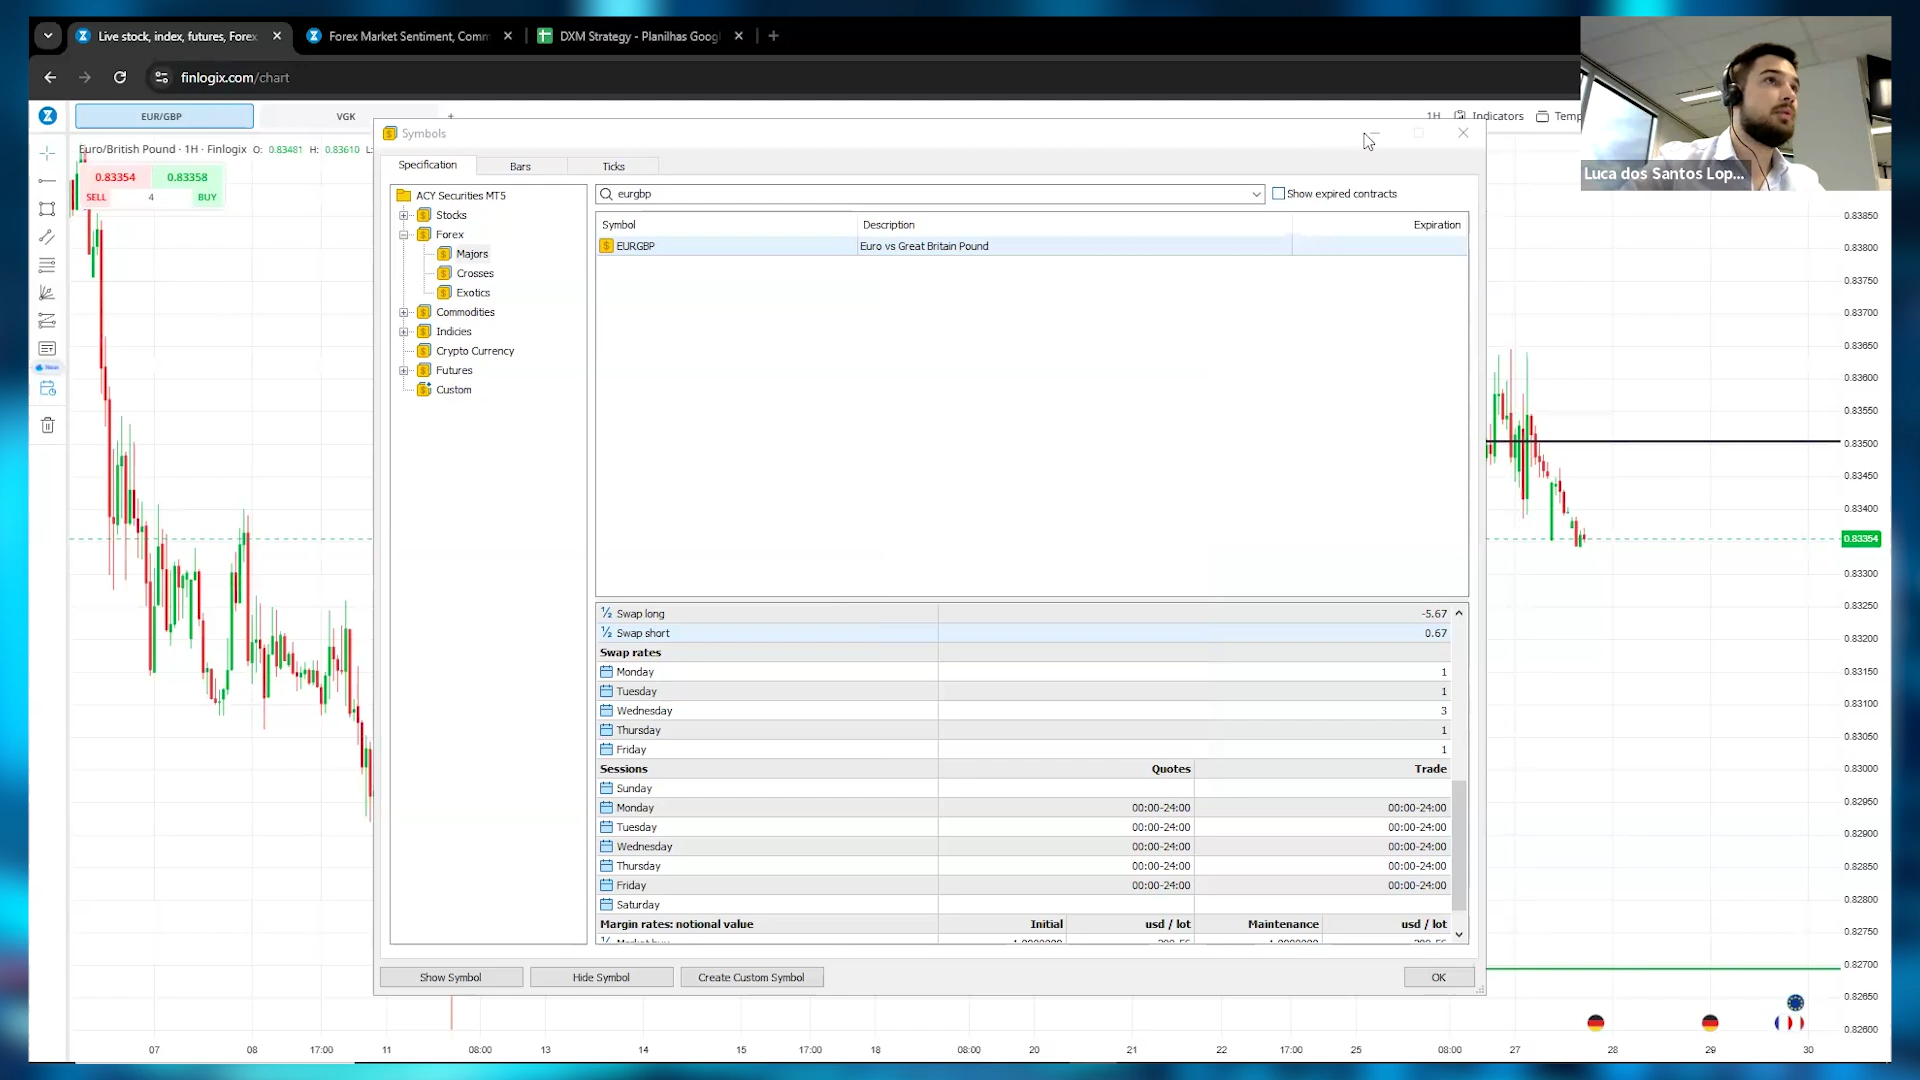 Live stock, index, futures, Forex
Forex Market Sentiment, Comm
DXM Strategy - Planilhas Goog
finlogix.com/chart
EUR/GBP
VGK
1H
Indicators
Temp
Euro/British Pound · 1H · Finlogix O: 0.83481 H: 0.83610 L:
0.83354
0.83358
SELL
4
BUY
Luca dos Santos Lop...
Symbols
Specification
Bars
Ticks
ACY Securities MT5
Stocks
Forex
Majors
Crosses
Exotics
Commodities
Indicies
Crypto Currency
Futures
Custom
eurgbp
Show expired contracts
Symbol
Description
Expiration
EURGBP
Euro vs Great Britain Pound
Swap long
-5.67
Swap short
0.67
Swap rates
Monday
1
Tuesday
1
Wednesday
3
Thursday
1
Friday
1
Sessions
Quotes
Trade
Sunday
Monday
00:00-24:00
00:00-24:00
Tuesday
00:00-24:00
00:00-24:00
Wednesday
00:00-24:00
00:00-24:00
Thursday
00:00-24:00
00:00-24:00
Friday
00:00-24:00
00:00-24:00
Saturday
Margin rates: notional value
Initial
usd / lot
Maintenance
usd / lot
Show Symbol
Hide Symbol
Create Custom Symbol
OK
0.83850
0.83800
0.83750
0.83700
0.83650
0.83600
0.83550
0.83500
0.83450
0.83400
0.83354
0.83300
0.83250
0.83200
0.83150
0.83100
0.83050
0.83000
0.82950
0.82900
0.82850
0.82800
0.82750
0.82700
0.82650
0.82600
07
08
17:00
11
08:00
13
14
15
17:00
18
08:00
20
21
22
17:00
25
08:00
27
28
29
30